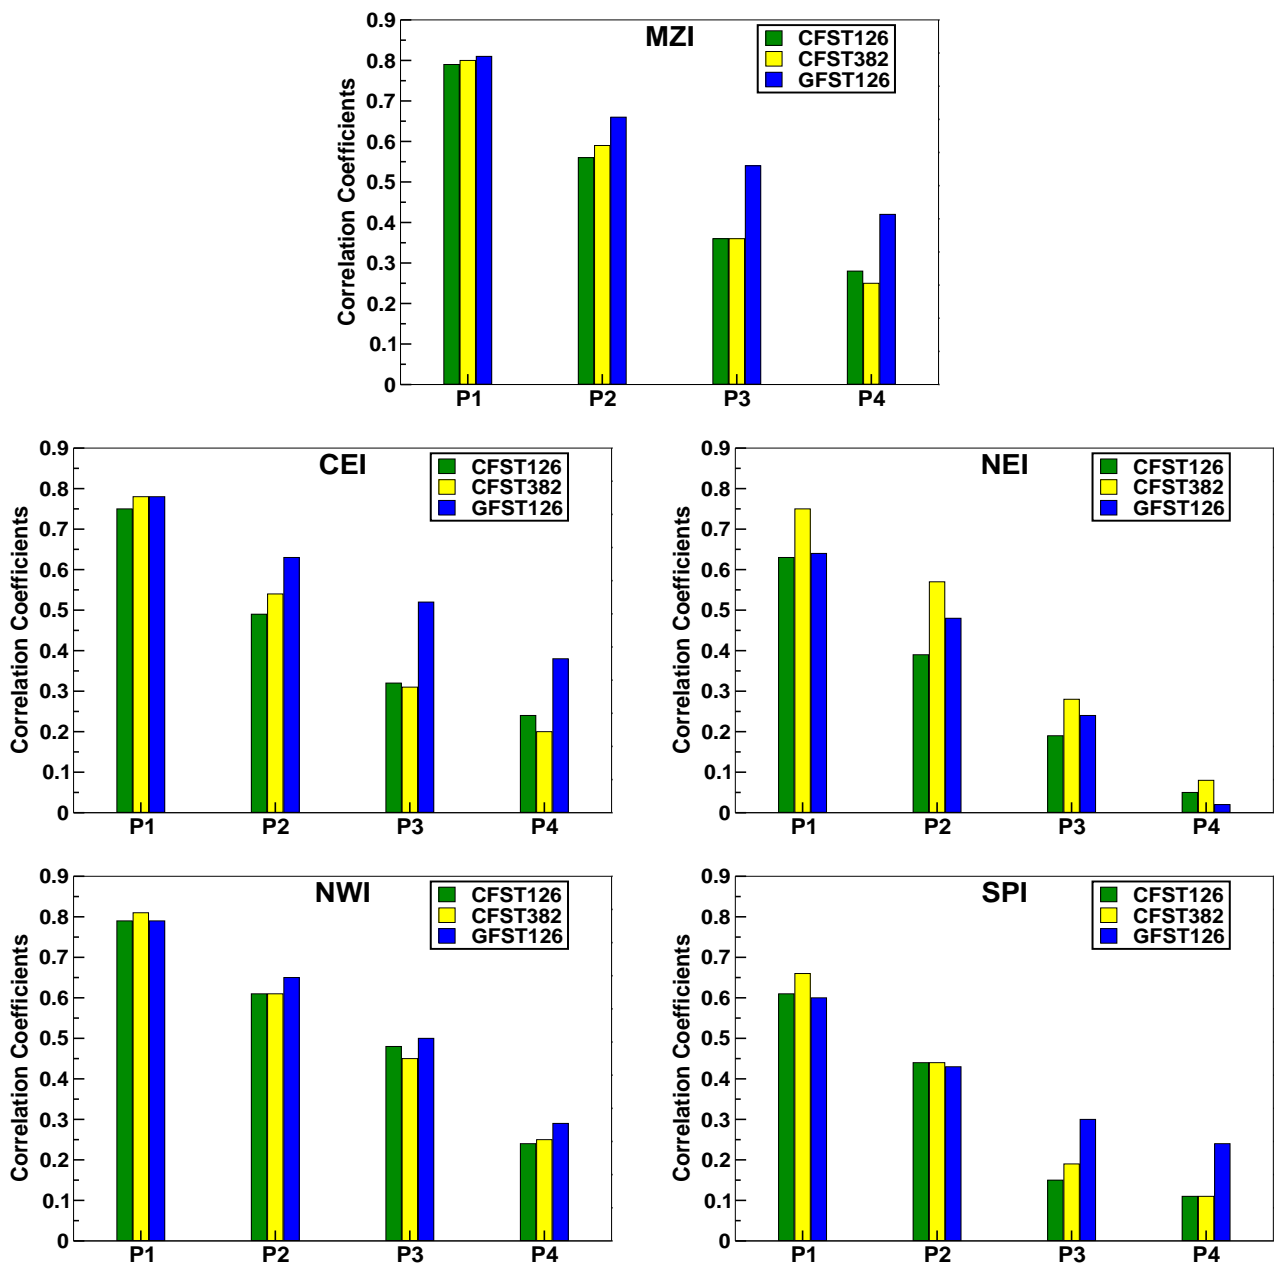 MZI
CFST126
CFST382
GFST126
Correlation Coefficients
0.9
0.8
0.7
0.6
0.5
0.4
0.3
0.2
0.1
0
P1 P2 P3 P4
CEI
CFST126
CFST382
GFST126
Correlation Coefficients
0.9
0.8
0.7
0.6
0.5
0.4
0.3
0.2
0.1
0
P1 P2 P3 P4
NEI
CFST126
CFST382
GFST126
Correlation Coefficients
0.9
0.8
0.7
0.6
0.5
0.4
0.3
0.2
0.1
0
P1 P2 P3 P4
NWI
CFST126
CFST382
GFST126
Correlation Coefficients
0.9
0.8
0.7
0.6
0.5
0.4
0.3
0.2
0.1
0
P1 P2 P3 P4
SPI
CFST126
CFST382
GFST126
Correlation Coefficients
0.9
0.8
0.7
0.6
0.5
0.4
0.3
0.2
0.1
0
P1 P2 P3 P4